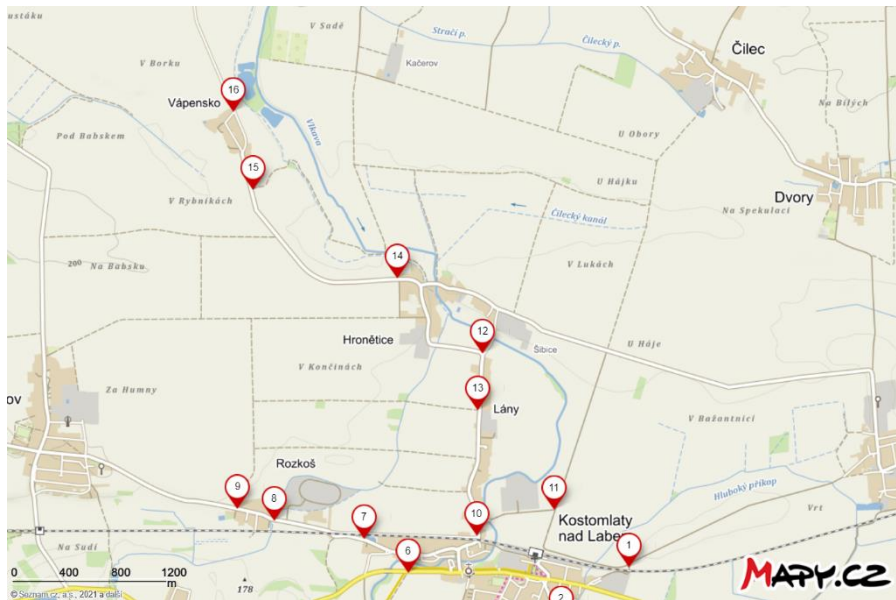 ustáku
V Sadě
Stračí p.
Čilecký p.
Čilec
Kačerov
V Borku
16
Vápensko
Na Bílých
Vlkava
Pod Babskem
U Obory
15
U Hájku
Dvory
V Rybníkách
Čilecký kanál
Na Spekulaci
14
200
Na Babsku
V Lukách
12
Hronětice
Šibice
U Háje
V Končinách
13
Za Humny
ov
Lány
V Bažantnici
Rozkoš
9
8
11
Hluboký příkop
7
10
Kostomlaty
nad Labem
Vrt
Na Sudí
6
1
0 400 800 1200
m
178
2
© Seznam.cz, a.s., 2021 a další
MAPY.CZ